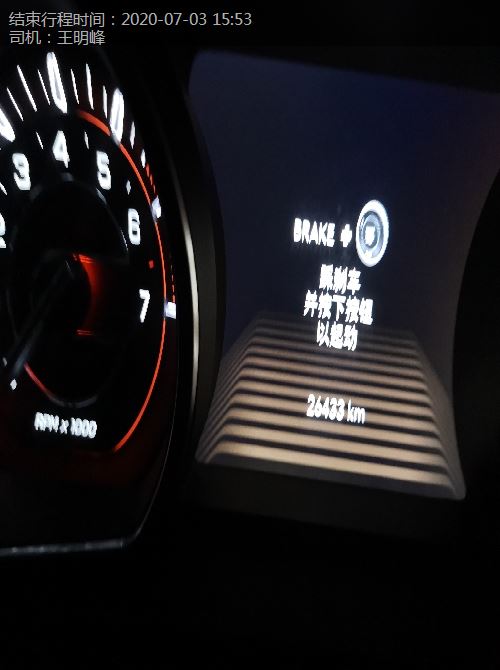 结束行程时间：2020-07-03 15:53
司机：王明峰
3
4
5
6
7
RPM x 1000
BRAKE +
踩刹车
并按下按钮
以起动
26433 km